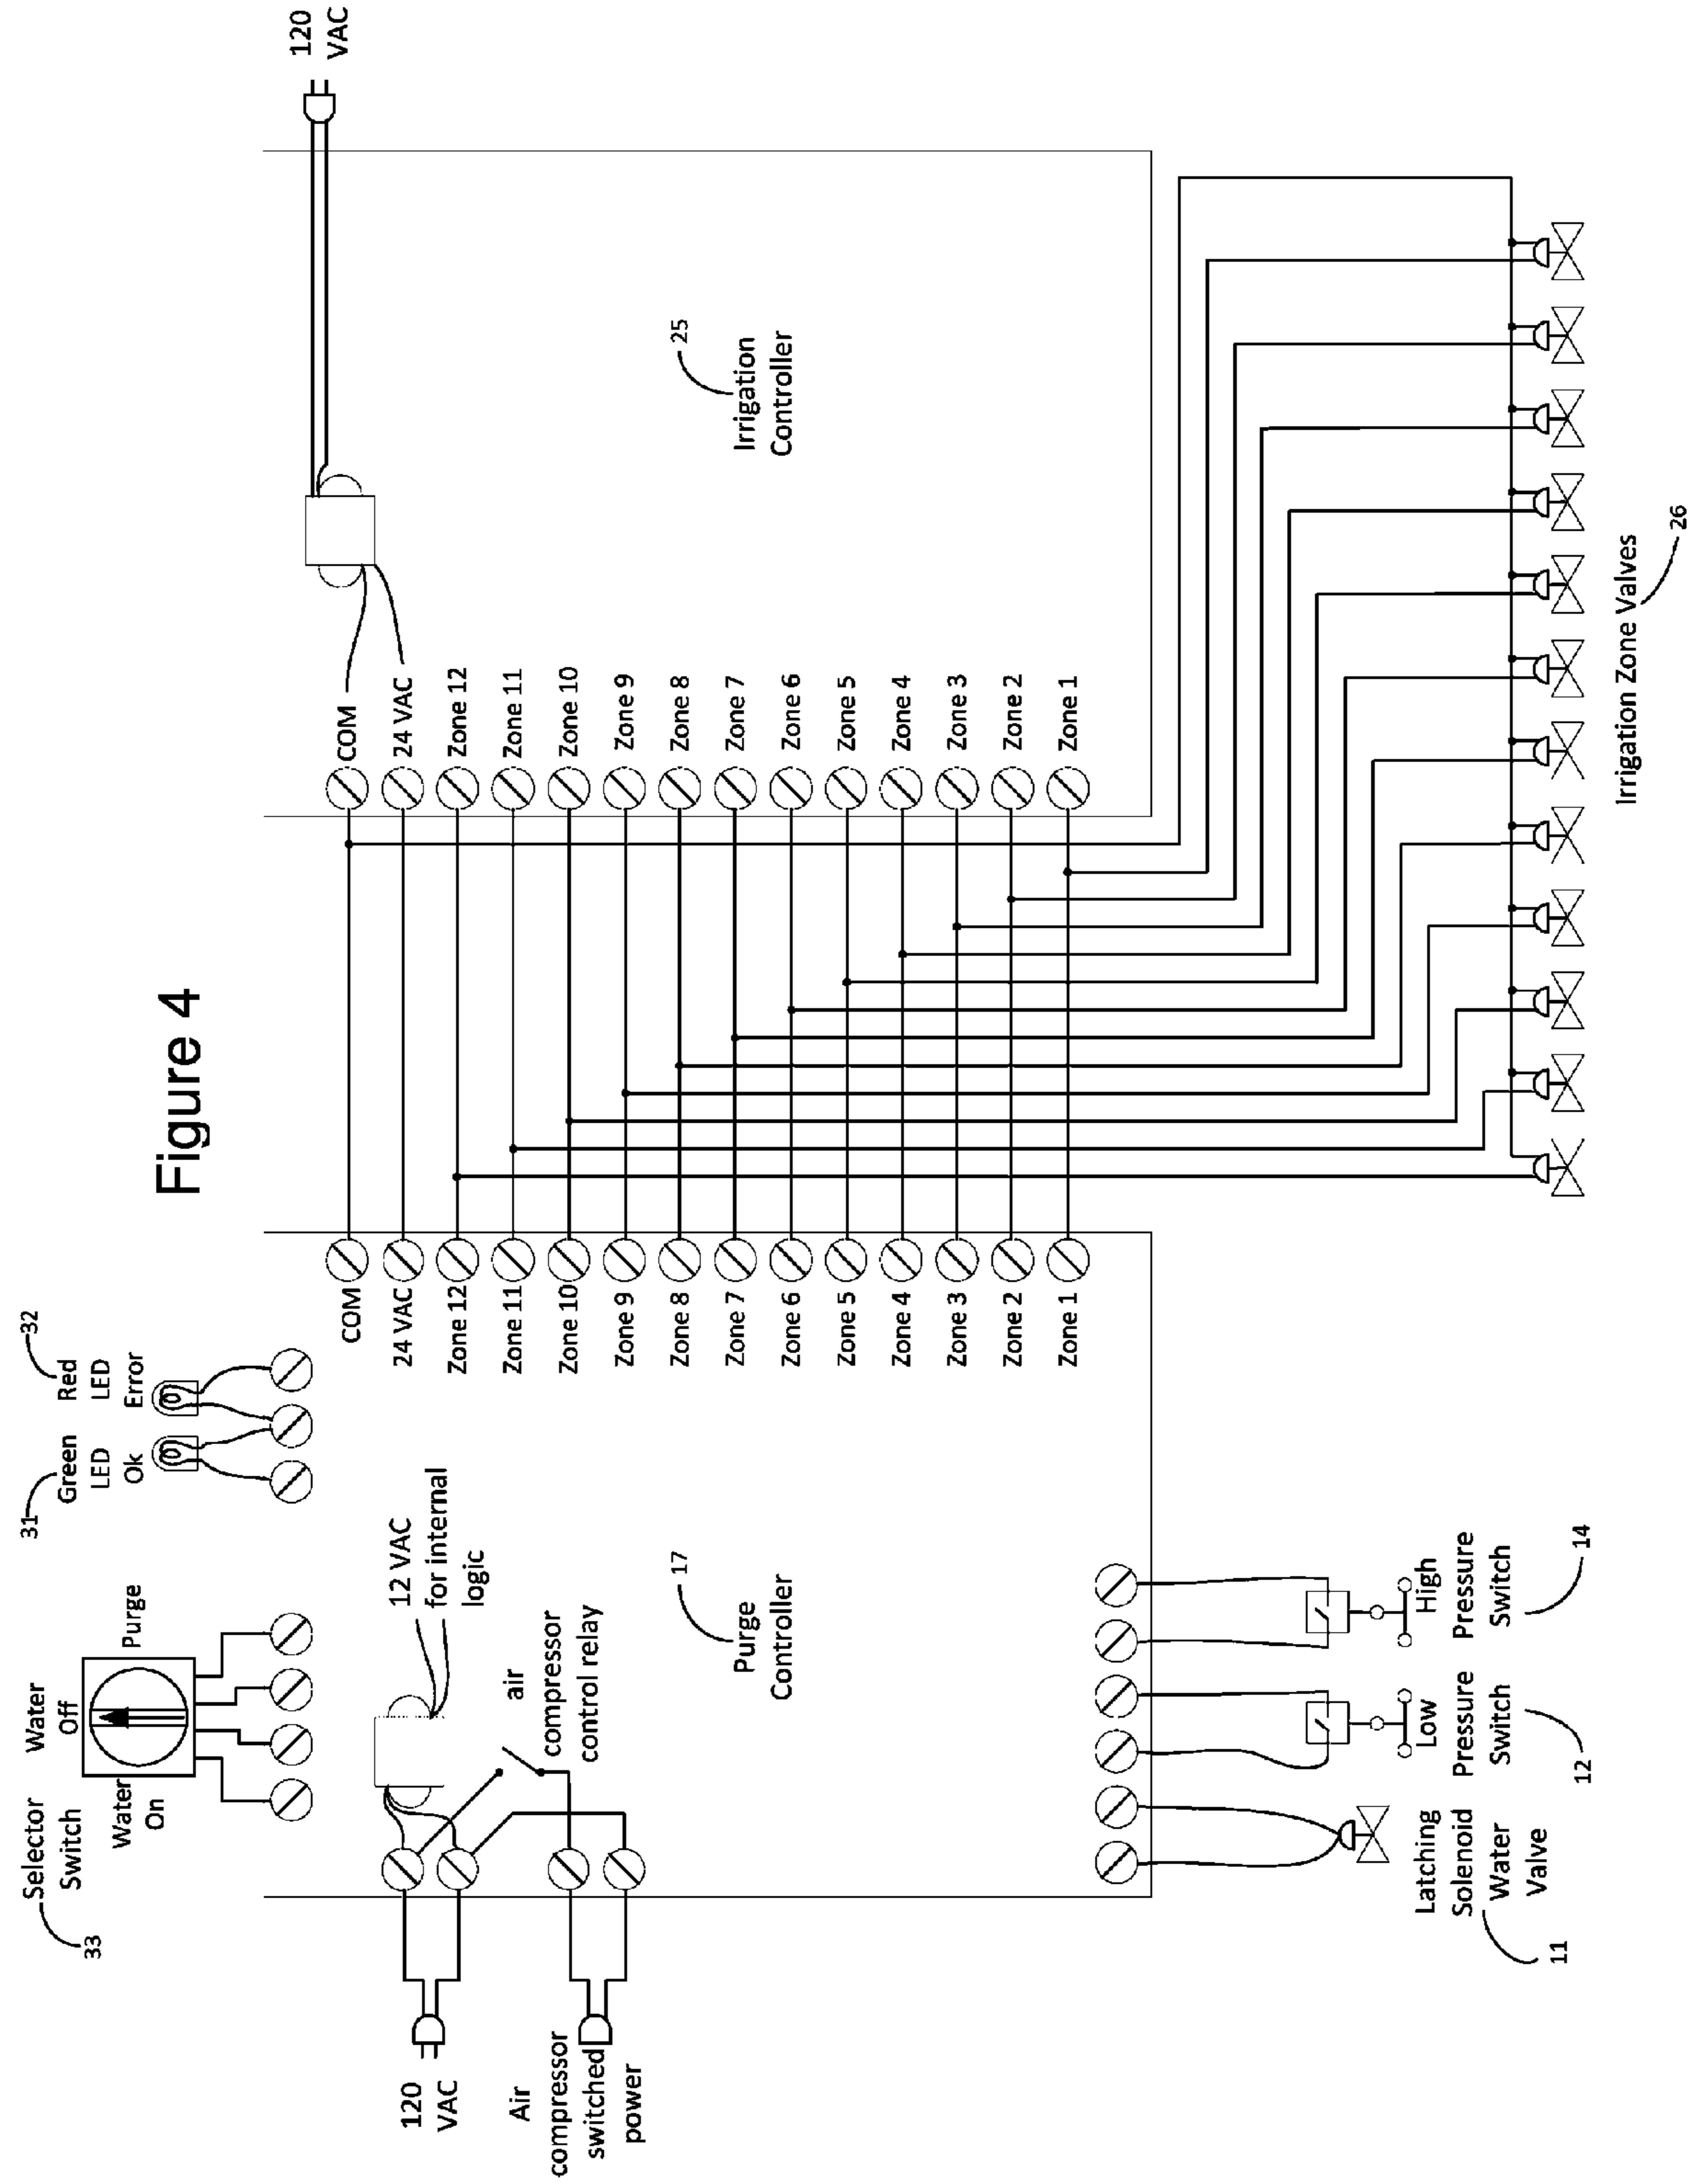 Figure 4
33
Selector
Switch
Water
On
Water
Off
Purge
31
Green
LED
Ok
32
Red
LED
Error
120
VAC
Air
compressor
switched
power
12 VAC
for internal
logic
air
compressor
control relay
17
Purge
Controller
COM
24 VAC
Zone 12
Zone 11
Zone 10
Zone 9
Zone 8
Zone 7
Zone 6
Zone 5
Zone 4
Zone 3
Zone 2
Zone 1
COM
24 VAC
Zone 12
Zone 11
Zone 10
Zone 9
Zone 8
Zone 7
Zone 6
Zone 5
Zone 4
Zone 3
Zone 2
Zone 1
120
VAC
25
Irrigation
Controller
Latching
Solenoid
Water
Valve
11
Low
Pressure
Switch
12
High
Pressure
Switch
14
Irrigation Zone Valves
26